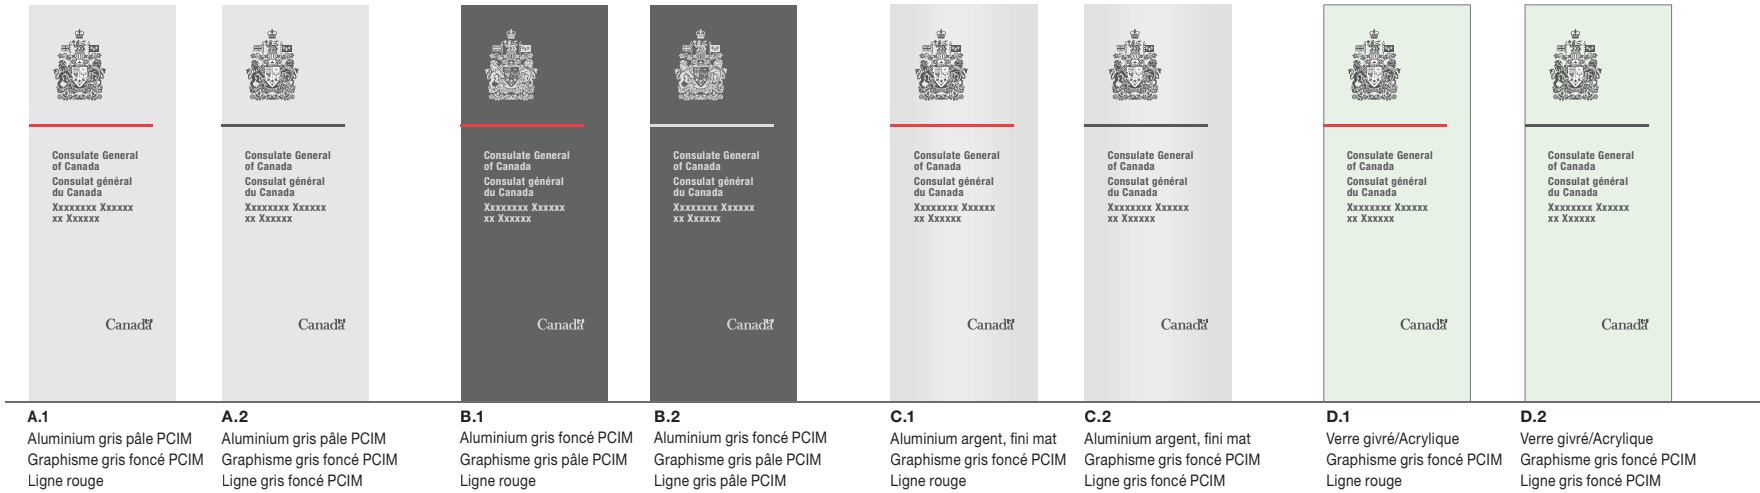 Consulate General
of Canada
Consulat général
du Canada
Xxxxxxxx Xxxxxx
xx Xxxxxx
Canada
A.1
Aluminium gris pâle PCIM
Graphisme gris foncé PCIM
Ligne rouge
Consulate General
of Canada
Consulat général
du Canada
Xxxxxxxx Xxxxxx
xx Xxxxxx
Canada
A.2
Aluminium gris pâle PCIM
Graphisme gris foncé PCIM
Ligne gris foncé PCIM
Consulate General
of Canada
Consulat général
du Canada
Xxxxxxxx Xxxxxx
xx Xxxxxx
Canada
B.1
Aluminium gris foncé PCIM
Graphisme gris pâle PCIM
Ligne rouge
Consulate General
of Canada
Consulat général
du Canada
Xxxxxxxx Xxxxxx
xx Xxxxxx
Canada
B.2
Aluminium gris foncé PCIM
Graphisme gris pâle PCIM
Ligne gris pâle PCIM
Consulate General
of Canada
Consulat général
du Canada
Xxxxxxxx Xxxxxx
xx Xxxxxx
Canada
C.1
Aluminium argent, fini mat
Graphisme gris foncé PCIM
Ligne rouge
Consulate General
of Canada
Consulat général
du Canada
Xxxxxxxx Xxxxxx
xx Xxxxxx
Canada
C.2
Aluminium argent, fini mat
Graphisme gris foncé PCIM
Ligne gris foncé PCIM
Consulate General
of Canada
Consulat général
du Canada
Xxxxxxxx Xxxxxx
xx Xxxxxx
Canada
D.1
Verre givré/Acrylique
Graphisme gris foncé PCIM
Ligne rouge
Consulate General
of Canada
Consulat général
du Canada
Xxxxxxxx Xxxxxx
xx Xxxxxx
Canada
D.2
Verre givré/Acrylique
Graphisme gris foncé PCIM
Ligne gris foncé PCIM